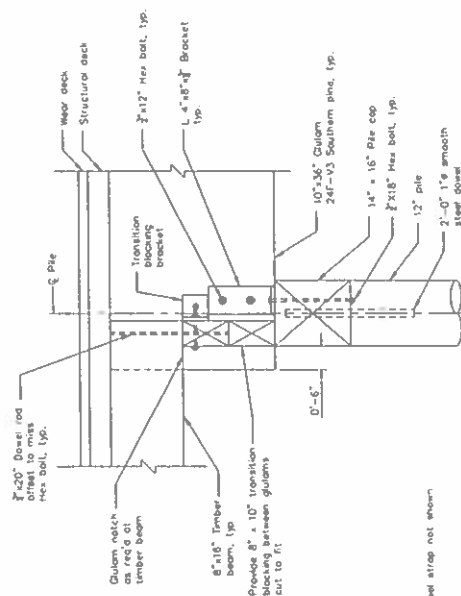 Wear deck
Structural deck
¾"x12" Hex bolt, typ.
L 4"x8"x Bracket
typ.
Transition
blocking
bracket
℄ Pile
¾"x20" Dowel rod
offset to miss
Hex bolt, typ.
Glulam notch
as req'd at
timber beam
8"x18" Timber
beam, typ
Provide 8" x 10" transition
blocking between glulams
cut to fit
0'-6"
10"x36" Glulam
24F-V3 Southern pine, typ.
14" x 16" Pile cap
¾"X18" Hex bolt, typ.
12" pile
2'-0" 1"ø smooth
steel dowel
strap not shown